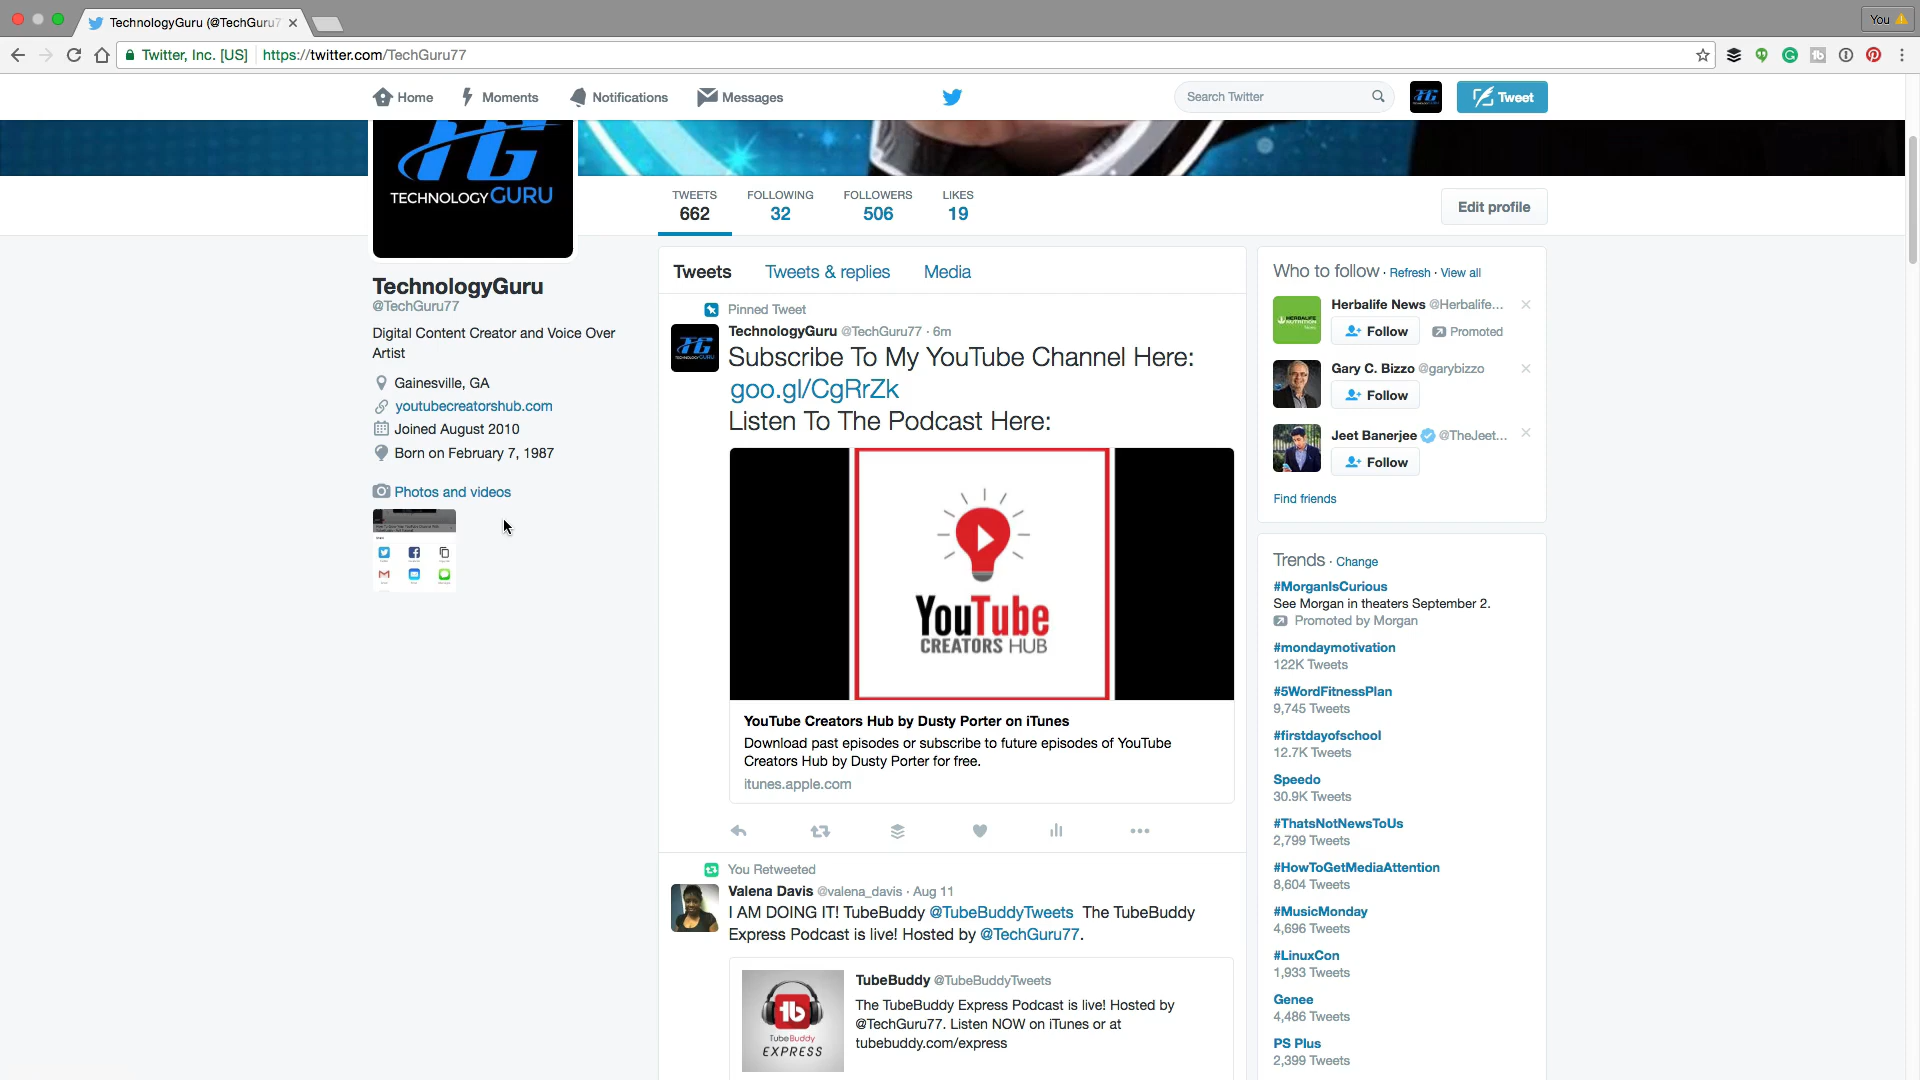 TechnologyGuru (@TechGuru7
You
Twitter, Inc. [US]
https://twitter.com/TechGuru77
Home
Moments
Notifications
Messages
Search Twitter
Tweet
TG
TECHNOLOGYGURU
TWEETS
662
FOLLOWING
32
FOLLOWERS
506
LIKES
19
Edit profile
TechnologyGuru
@TechGuru77
Digital Content Creator and Voice Over
Artist
Gainesville, GA
youtubecreatorshub.com
Joined August 2010
Born on February 7, 1987
Photos and videos
Tweets
Tweets & replies
Media
Pinned Tweet
TechnologyGuru @TechGuru77 · 6m
Subscribe To My YouTube Channel Here:
goo.gl/CgRrZk
Listen To The Podcast Here:
YouTube
CREATORS HUB
YouTube Creators Hub by Dusty Porter on iTunes
Download past episodes or subscribe to future episodes of YouTube
Creators Hub by Dusty Porter for free.
itunes.apple.com
You Retweeted
Valena Davis @valena_davis · Aug 11
I AM DOING IT! TubeBuddy @TubeBuddyTweets The TubeBuddy
Express Podcast is live! Hosted by @TechGuru77.
TubeBuddy
EXPRESS
TubeBuddy @TubeBuddyTweets
The TubeBuddy Express Podcast is live! Hosted by
@TechGuru77. Listen NOW on iTunes or at
tubebuddy.com/express
Who to follow · Refresh · View all
Herbalife News @Herbalife...
Follow
Promoted
Gary C. Bizzo @garybizzo
Follow
Jeet Banerjee @TheJeet...
Follow
Find friends
Trends · Change
#MorganIsCurious
See Morgan in theaters September 2.
Promoted by Morgan
#mondaymotivation
122K Tweets
#5WordFitnessPlan
9,745 Tweets
#firstdayofschool
12.7K Tweets
Speedo
30.9K Tweets
#ThatsNotNewsToUs
2,799 Tweets
#HowToGetMediaAttention
8,604 Tweets
#MusicMonday
4,696 Tweets
#LinuxCon
1,933 Tweets
Genee
4,486 Tweets
PS Plus
2,399 Tweets